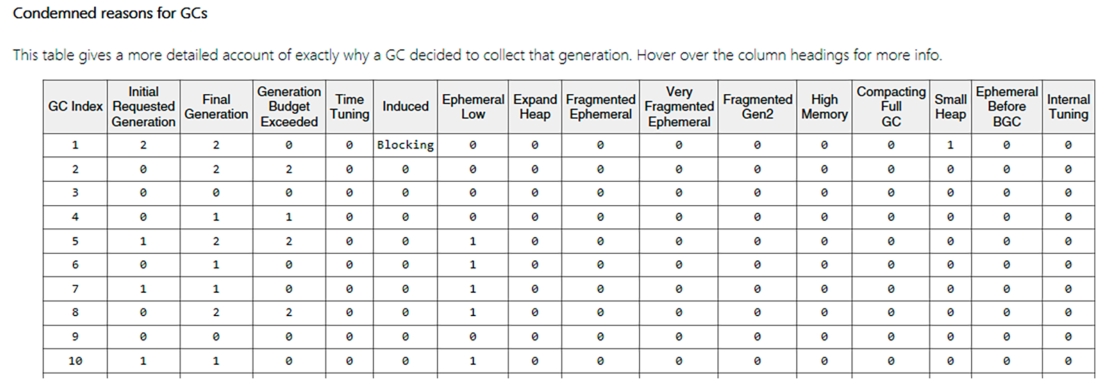 Condemned reasons for GCs
This table gives a more detailed account of exactly why a GC decided to collect that generation. Hover over the column headings for more info.
GC Index Initial Requested Generation Final Generation Generation Budget Exceeded Time Tuning Induced Ephemeral Low Expand Heap Fragmented Ephemeral Very Fragmented Ephemeral Fragmented Gen2 High Memory Compacting Full GC Small Heap Ephemeral Before BGC Internal Tuning
1 2 2 0 0 Blocking 0 0 0 0 0 0 0 1 0 0
2 0 2 2 0 0 0 0 0 0 0 0 0 0 0 0
3 0 0 0 0 0 0 0 0 0 0 0 0 0 0 0
4 0 1 1 0 0 0 0 0 0 0 0 0 0 0 0
5 1 2 2 0 0 1 0 0 0 0 0 0 0 0 0
6 0 1 0 0 0 1 0 0 0 0 0 0 0 0 0
7 1 1 0 0 0 1 0 0 0 0 0 0 0 0 0
8 0 2 2 0 0 1 0 0 0 0 0 0 0 0 0
9 0 0 0 0 0 0 0 0 0 0 0 0 0 0 0
10 1 1 0 0 0 1 0 0 0 0 0 0 0 0 0